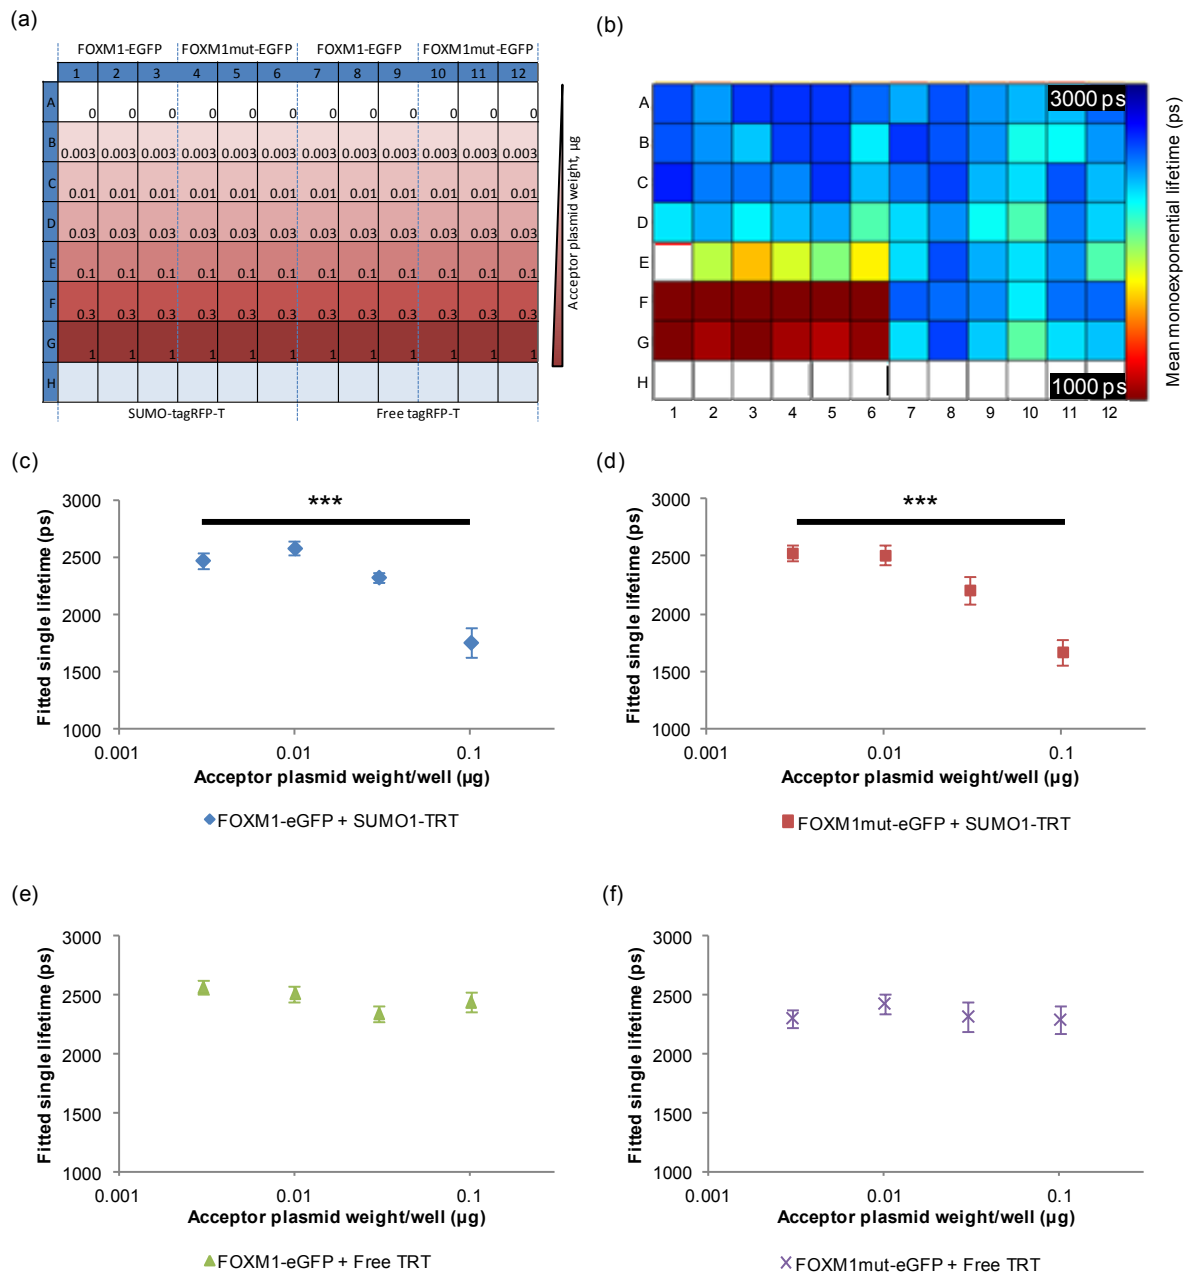 (a)
FOXM1-EGFP FOXM1mut-EGFP FOXM1-EGFP FOXM1mut-EGFP
1 2 3 4 5 6 7 8 9 10 11 12
A 0 0 0 0 0 0 0 0 0 0 0 0
B 0.003 0.003 0.003 0.003 0.003 0.003 0.003 0.003 0.003 0.003 0.003 0.003
C 0.01 0.01 0.01 0.01 0.01 0.01 0.01 0.01 0.01 0.01 0.01 0.01
D 0.03 0.03 0.03 0.03 0.03 0.03 0.03 0.03 0.03 0.03 0.03 0.03
E 0.1 0.1 0.1 0.1 0.1 0.1 0.1 0.1 0.1 0.1 0.1 0.1
F 0.3 0.3 0.3 0.3 0.3 0.3 0.3 0.3 0.3 0.3 0.3 0.3
G 1 1 1 1 1 1 1 1 1 1 1 1
H
SUMO-tagRFP-T Free tagRFP-T
Acceptor plasmid weight, µg
(b)
3000 ps
A
B
C
D
E
F
G
H
1000 ps
1 2 3 4 5 6 7 8 9 10 11 12
Mean monoexponential lifetime (ps)
(c)
Fitted single lifetime (ps)
3000
2500
2000
1500
1000
***
0.001 0.01 0.1
Acceptor plasmid weight/well (µg)
FOXM1-eGFP + SUMO1-TRT
(d)
Fitted single lifetime (ps)
3000
2500
2000
1500
1000
***
0.001 0.01 0.1
Acceptor plasmid weight/well (µg)
FOXM1mut-eGFP + SUMO1-TRT
(e)
Fitted single lifetime (ps)
3000
2500
2000
1500
1000
0.001 0.01 0.1
Acceptor plasmid weight/well (µg)
FOXM1-eGFP + Free TRT
(f)
Fitted single lifetime (ps)
3000
2500
2000
1500
1000
0.001 0.01 0.1
Acceptor plasmid weight/well (µg)
FOXM1mut-eGFP + Free TRT